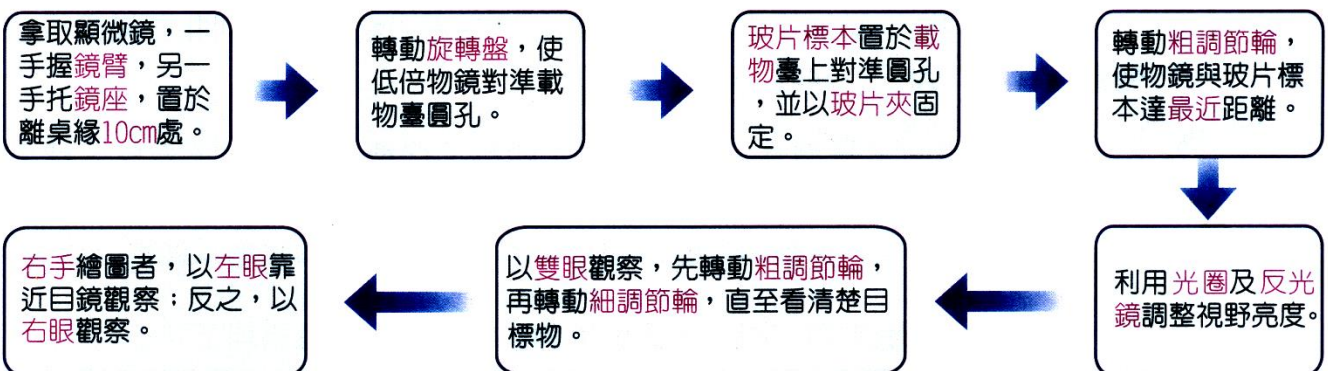 拿取顯微鏡，一
手握鏡臂，另一
手托鏡座，置於
離桌緣10cm處。
轉動旋轉盤，使
低倍物鏡對準載
物臺圓孔。
玻片標本置於載
物臺上對準圓孔
，並以玻片夾固
定。
轉動粗調節輪，
使物鏡與玻片標
本達最近距離。
利用光圈及反光
鏡調整視野亮度。
以雙眼觀察，先轉動粗調節輪，
再轉動細調節輪，直至看清楚目
標物。
右手繪圖者，以左眼靠
近目鏡觀察；反之，以
右眼觀察。